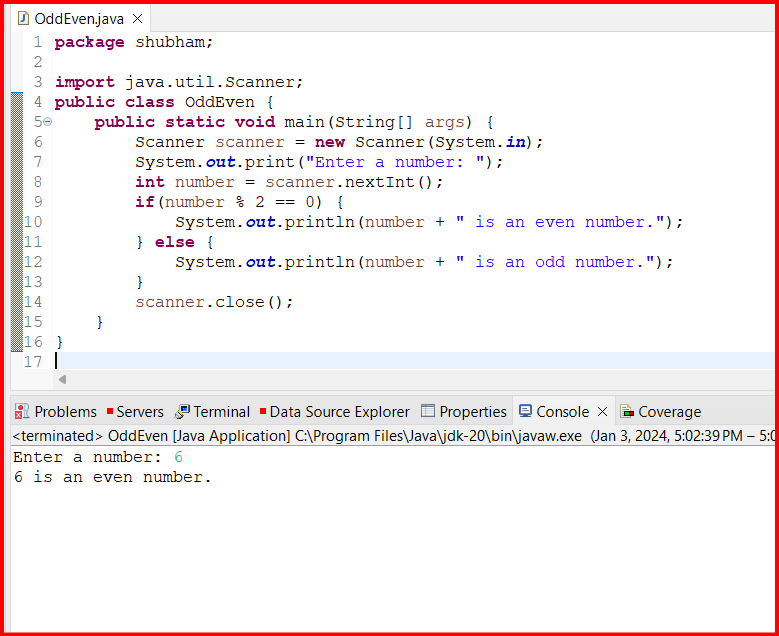 OddEven.java
1 package shubham;
2
3 import java.util.Scanner;
4 public class OddEven {
5     public static void main(String[] args) {
6         Scanner scanner = new Scanner(System.in);
7         System.out.print("Enter a number: ");
8         int number = scanner.nextInt();
9         if(number % 2 == 0) {
10             System.out.println(number + " is an even number.");
11         } else {
12             System.out.println(number + " is an odd number.");
13         }
14         scanner.close();
15     }
16 }
17
Problems Servers Terminal Data Source Explorer Properties Console Coverage
<terminated> OddEven [Java Application] C:\Program Files\Java\jdk-20\bin\javaw.exe (Jan 3, 2024, 5:02:39 PM – 5:0
Enter a number: 6
6 is an even number.